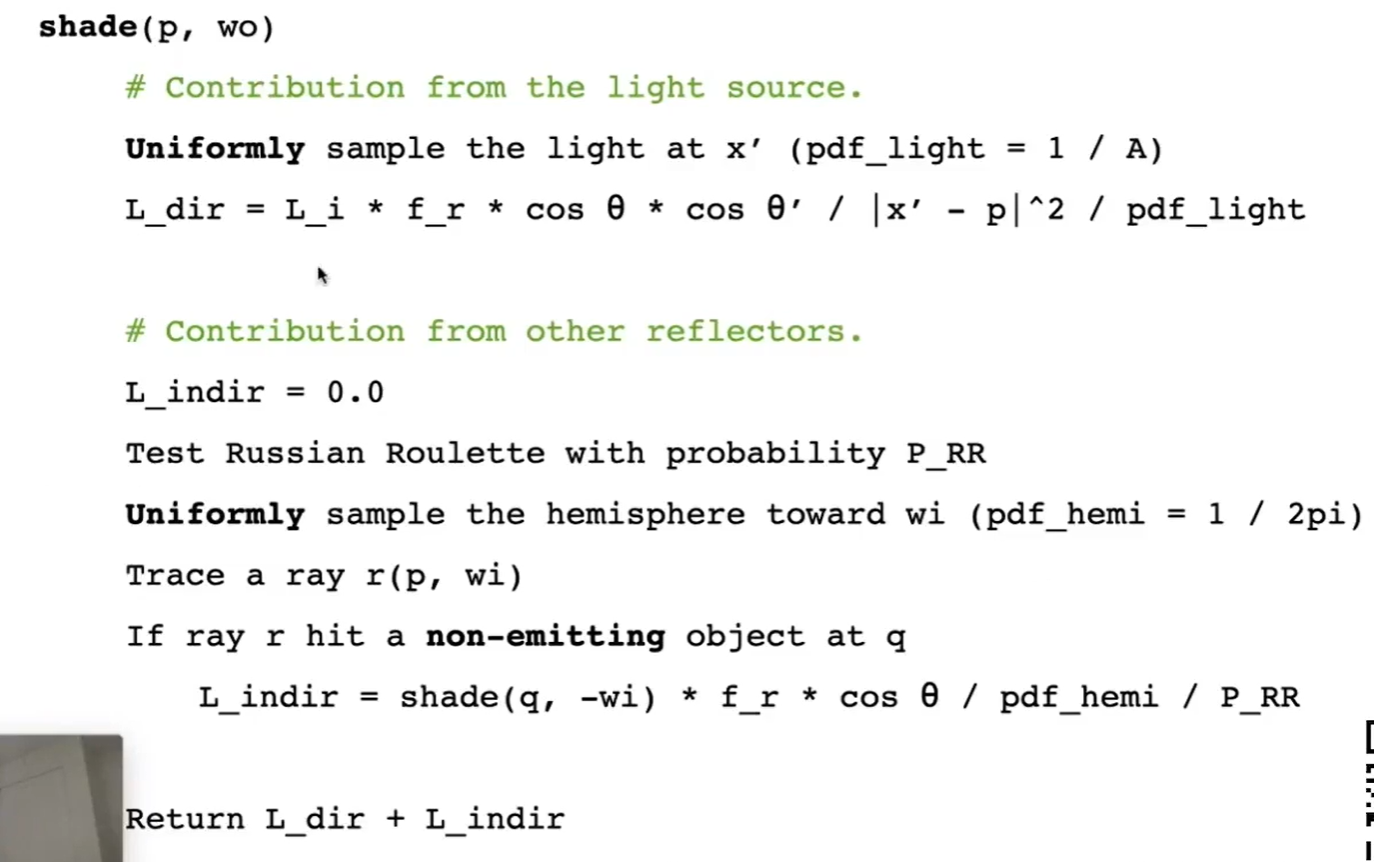 shade(p, wo)
# Contribution from the light source.
Uniformly sample the light at x′ (pdf_light = 1 / A)
L_dir = L_i * f_r * cos θ * cos θ′ / |x′ - p|^2 / pdf_light
# Contribution from other reflectors.
L_indir = 0.0
Test Russian Roulette with probability P_RR
Uniformly sample the hemisphere toward wi (pdf_hemi = 1 / 2pi)
Trace a ray r(p, wi)
If ray r hit a non-emitting object at q
L_indir = shade(q, -wi) * f_r * cos θ / pdf_hemi / P_RR
Return L_dir + L_indir